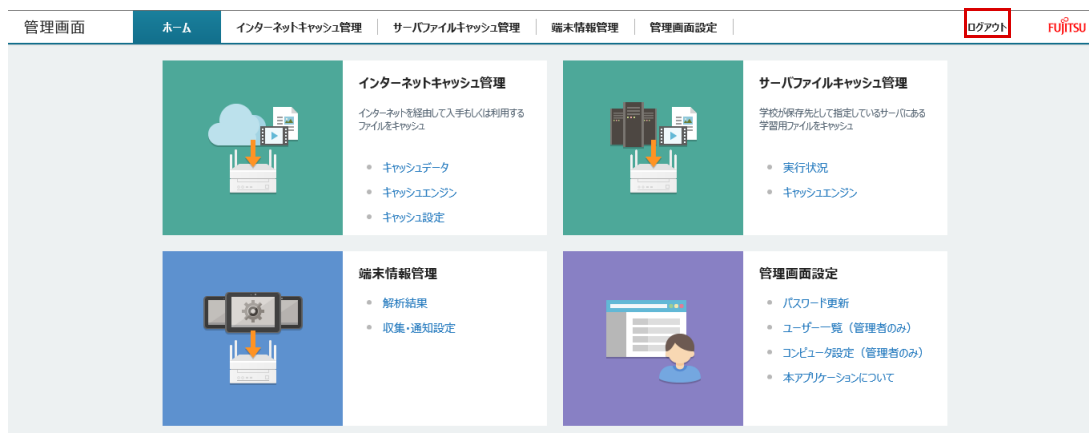 管理画面
ホーム
インターネットキャッシュ管理
サーバファイルキャッシュ管理
端末情報管理
管理画面設定
ログアウト
FUJITSU
インターネットキャッシュ管理
インターネットを経由して入手もしくは利用する
ファイルをキャッシュ
キャッシュデータ
キャッシュエンジン
キャッシュ設定
サーバファイルキャッシュ管理
学校が保存先として指定しているサーバにある
学習用ファイルをキャッシュ
実行状況
キャッシュエンジン
端末情報管理
解析結果
収集・通知設定
管理画面設定
パスワード更新
ユーザー一覧（管理者のみ）
コンピュータ設定（管理者のみ）
本アプリケーションについて